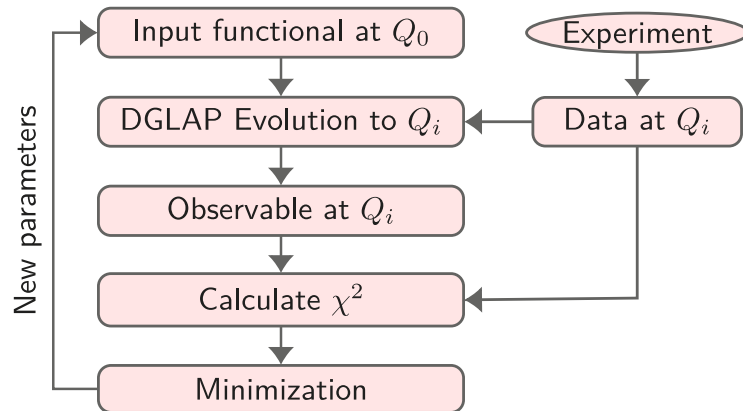 Input functional at Q₀
Experiment
DGLAP Evolution to Qᵢ
Data at Qᵢ
Observable at Qᵢ
Calculate χ²
Minimization
New parameters